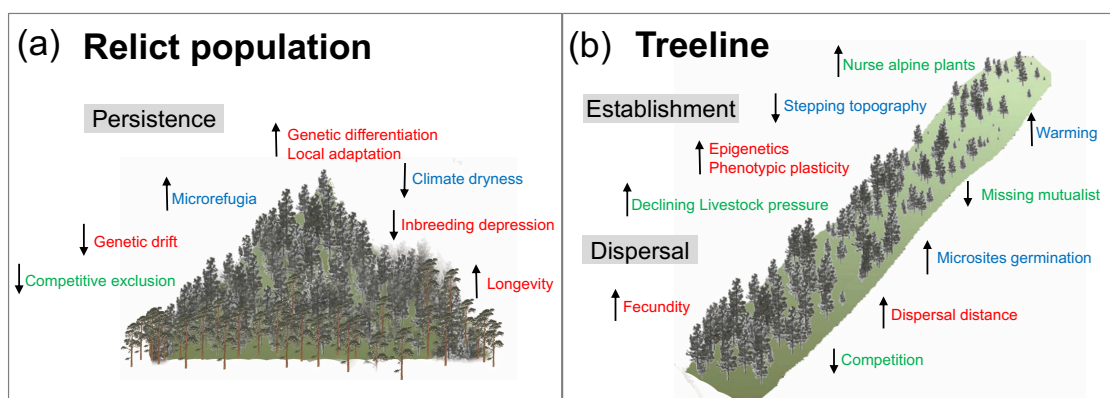 (a) Relict population
Persistence
Genetic differentiation
Local adaptation
Climate dryness
Microrefugia
Inbreeding depression
Genetic drift
Competitive exclusion
Longevity
(b) Treeline
Nurse alpine plants
Establishment
Stepping topography
Warming
Epigenetics
Phenotypic plasticity
Declining Livestock pressure
Missing mutualist
Dispersal
Microsites germination
Fecundity
Dispersal distance
Competition